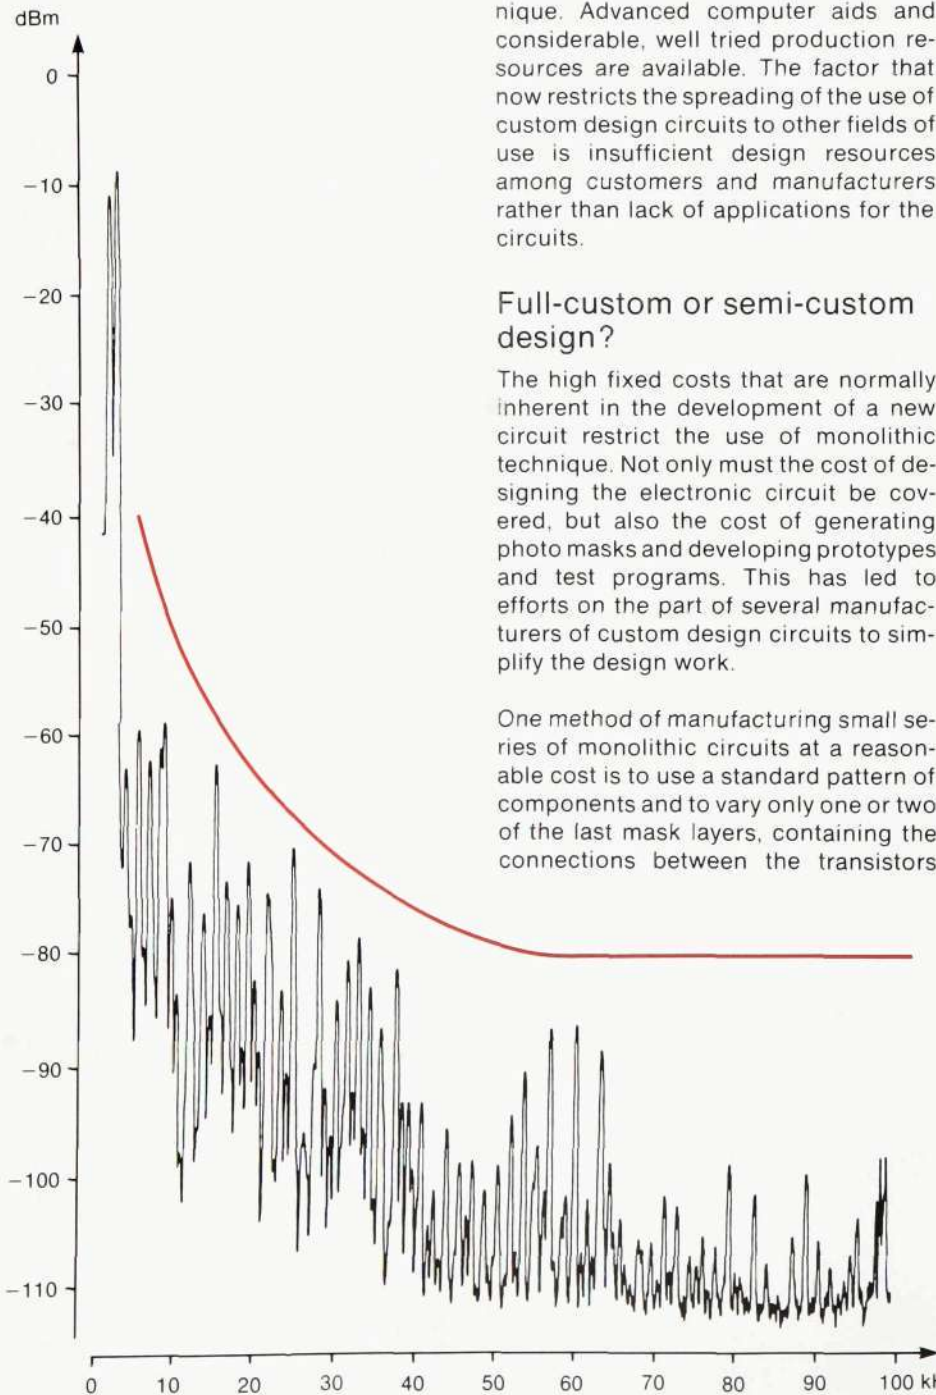 dBm
0
−10
−20
−30
−40
−50
−60
−70
−80
−90
−100
−110
0 10 20 30 40 50 60 70 80 90 100 kH
nique. Advanced computer aids and
considerable, well tried production re-
sources are available. The factor that
now restricts the spreading of the use of
custom design circuits to other fields of
use is insufficient design resources
among customers and manufacturers
rather than lack of applications for the
circuits.
Full-custom or semi-custom
design?
The high fixed costs that are normally
inherent in the development of a new
circuit restrict the use of monolithic
technique. Not only must the cost of de-
signing the electronic circuit be cov-
ered, but also the cost of generating
photo masks and developing prototypes
and test programs. This has led to
efforts on the part of several manufac-
turers of custom design circuits to sim-
plify the design work.
One method of manufacturing small se-
ries of monolithic circuits at a reason-
able cost is to use a standard pattern of
components and to vary only one or two
of the last mask layers, containing the
connections between the transistors